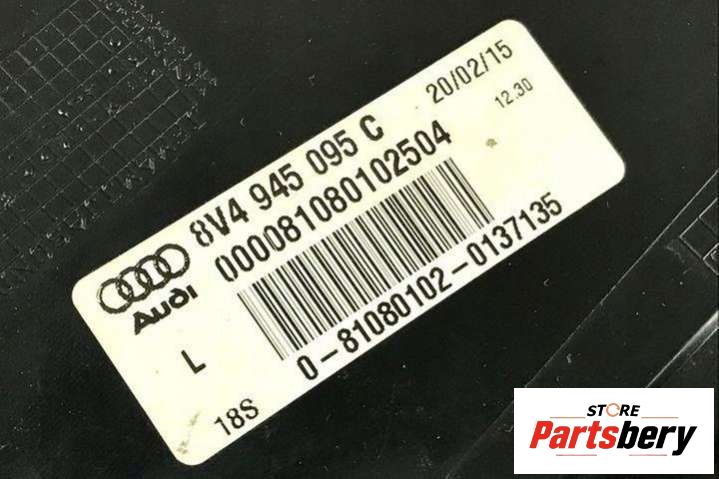 20/02/15
12.30
8V4 945 095 C
000081080102504
Audi
L
0-81080102-0137135
18S
STORE
Partsbery